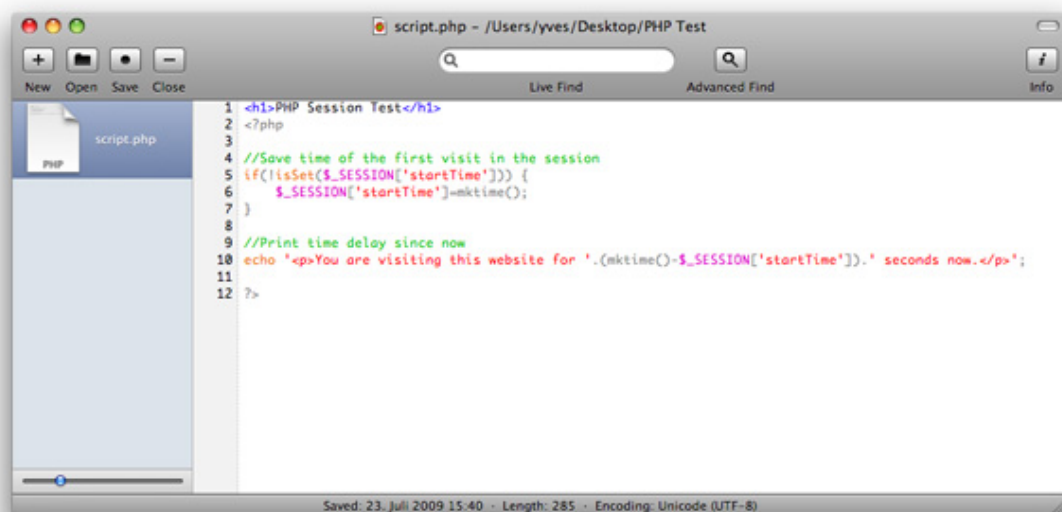 script.php – /Users/yves/Desktop/PHP Test
New Open Save Close Live Find Advanced Find Info
script.php
PHP
1 <h1>PHP Session Test</h1>
2 <?php
3
4 //Save time of the first visit in the session
5 if(!isSet($_SESSION['startTime'])) {
6 $_SESSION['startTime']=mktime();
7 }
8
9 //Print time delay since now
10 echo '<p>You are visiting this website for '.(mktime()-$_SESSION['startTime']).' seconds now.</p>';
11
12 ?>
Saved: 23. Juli 2009 15:40 · Length: 285 · Encoding: Unicode (UTF-8)